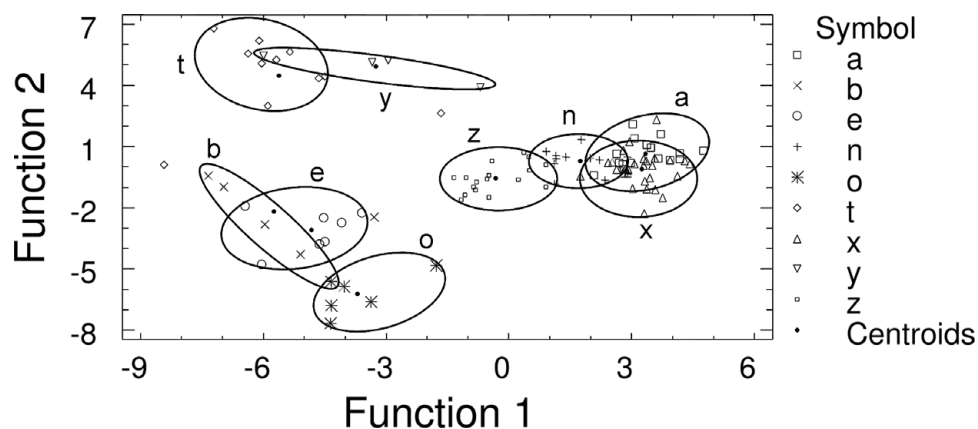 7
4
1
-2
-5
-8
Function 2
-9 -6 -3 0 3 6
Function 1
t
y
n
a
z
b
e
x
o
Symbol
a
b
e
n
o
t
x
y
z
Centroids